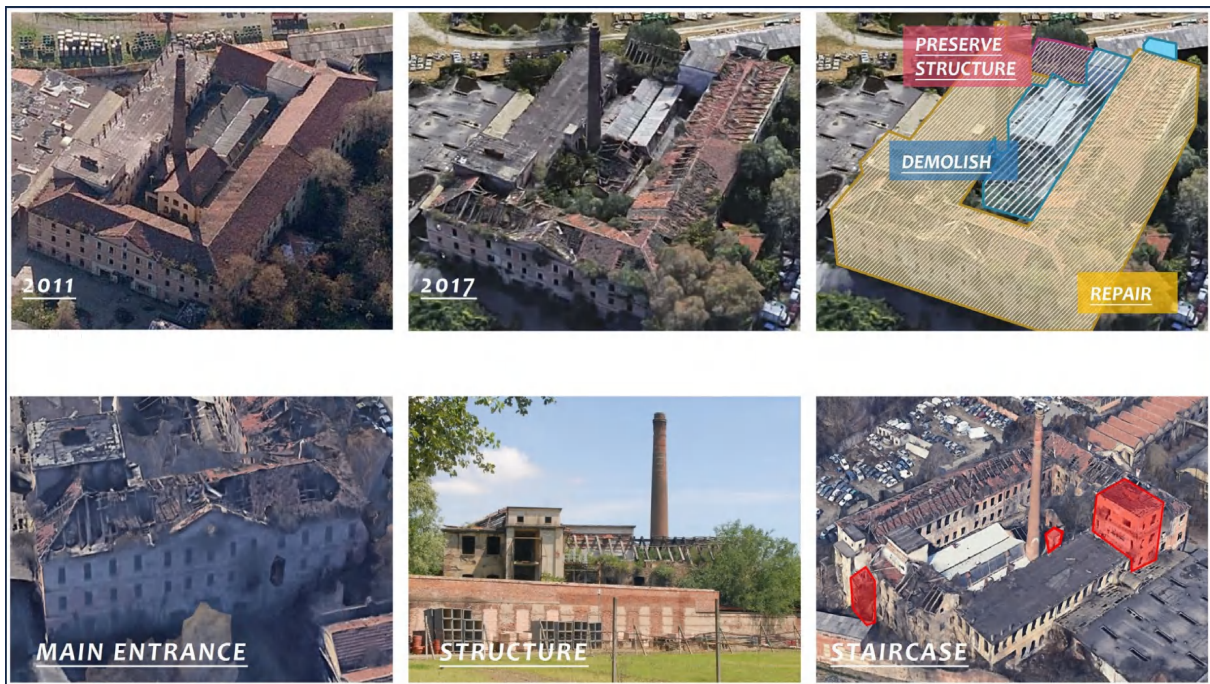 2011
2017
PRESERVE
STRUCTURE
DEMOLISH
REPAIR
MAIN ENTRANCE
STRUCTURE
STAIRCASE